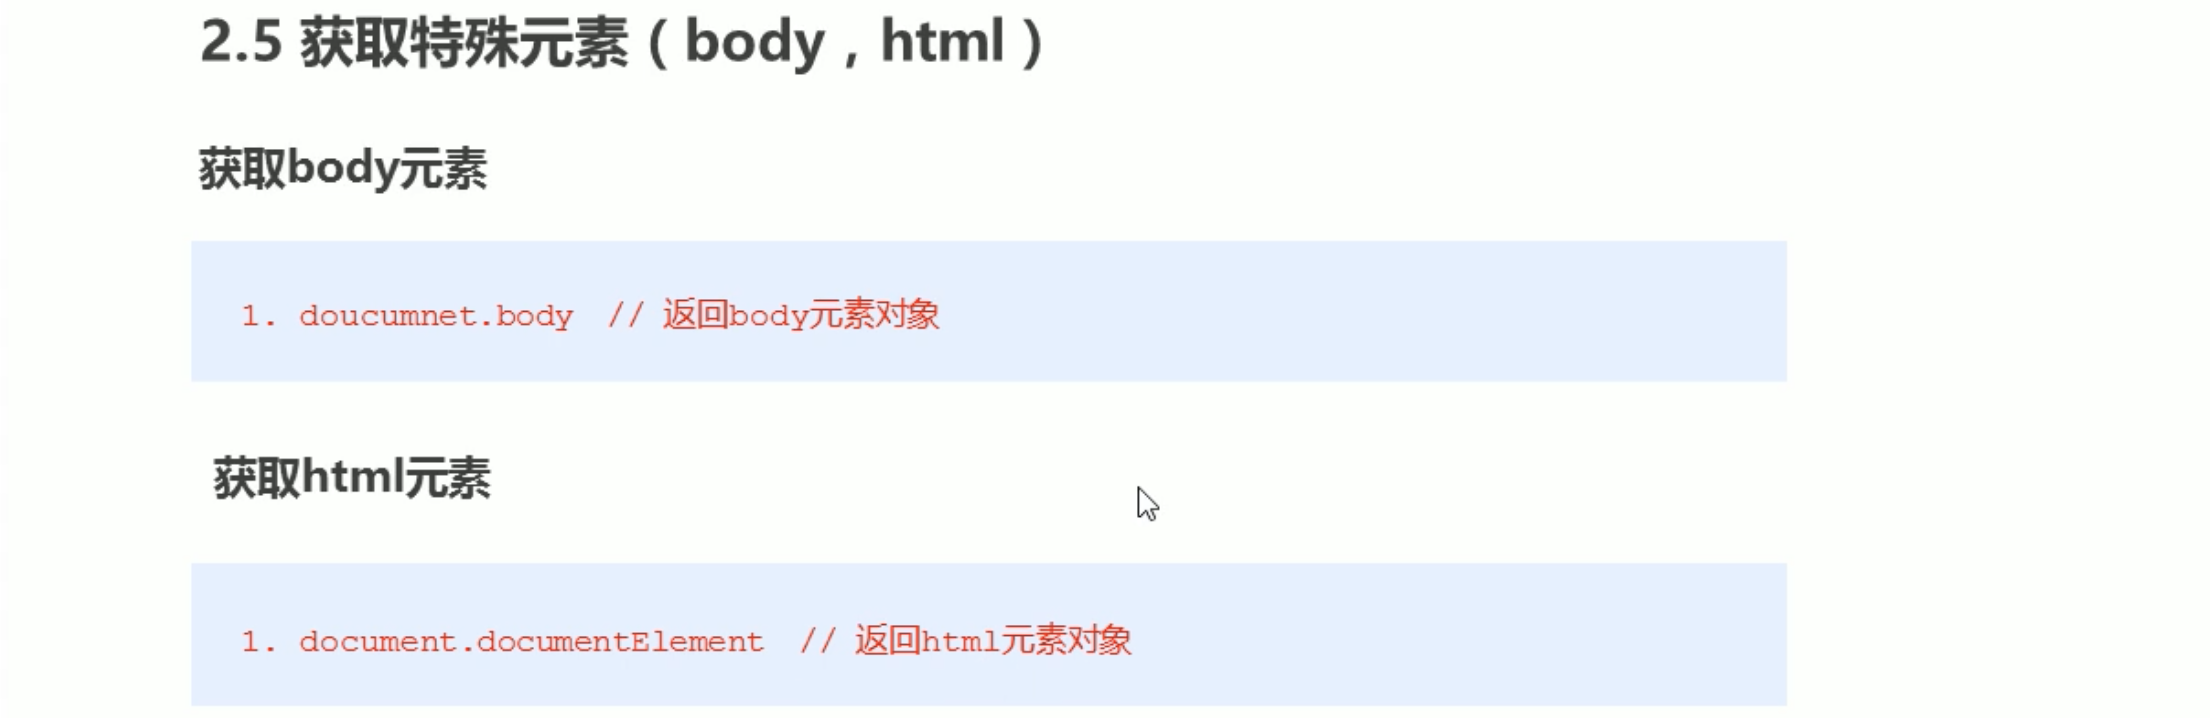 2.5 获取特殊元素（body，html）
获取body元素
1. doucumnet.body  // 返回body元素对象
获取html元素
1. document.documentElement  // 返回html元素对象